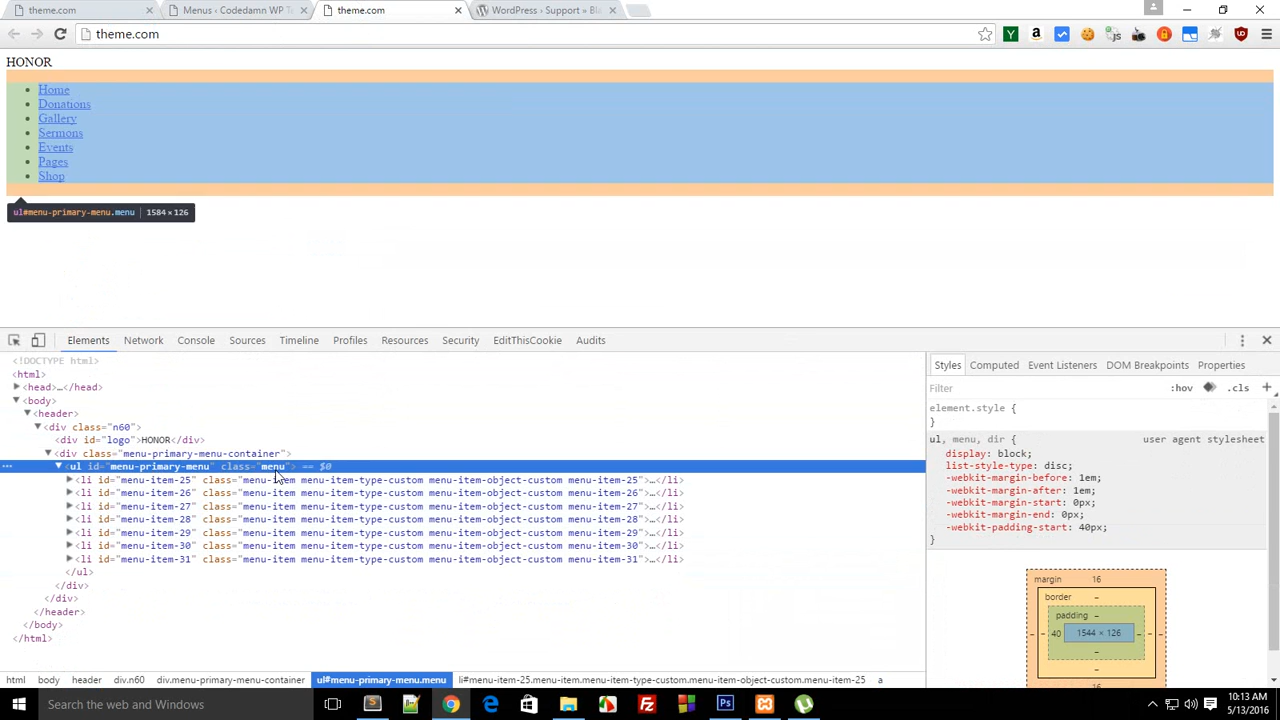 theme.com
Menus ‹ Codedamn WP T
theme.com
WordPress › Support » Bla
theme.com
HONOR
Home
Donations
Gallery
Sermons
Events
Pages
Shop
ul#menu-primary-menu.menu | 1584 × 126
Elements Network Console Sources Timeline Profiles Resources Security EditThisCookie Audits
<!DOCTYPE html>
<html>
<head>…</head>
<body>
<header>
<div class="n60">
<div id="logo">HONOR</div>
<div class="menu-primary-menu-container">
<ul id="menu-primary-menu" class="menu"> == $0
<li id="menu-item-25" class="menu-item menu-item-type-custom menu-item-object-custom menu-item-25">…</li>
<li id="menu-item-26" class="menu-item menu-item-type-custom menu-item-object-custom menu-item-26">…</li>
<li id="menu-item-27" class="menu-item menu-item-type-custom menu-item-object-custom menu-item-27">…</li>
<li id="menu-item-28" class="menu-item menu-item-type-custom menu-item-object-custom menu-item-28">…</li>
<li id="menu-item-29" class="menu-item menu-item-type-custom menu-item-object-custom menu-item-29">…</li>
<li id="menu-item-30" class="menu-item menu-item-type-custom menu-item-object-custom menu-item-30">…</li>
<li id="menu-item-31" class="menu-item menu-item-type-custom menu-item-object-custom menu-item-31">…</li>
</ul>
</div>
</div>
</header>
</body>
</html>
html body header div.n60 div.menu-primary-menu-container ul#menu-primary-menu.menu li#menu-item-25.menu-item.menu-item-type-custom.menu-item-object-custom.menu-item-25 a
Styles Computed Event Listeners DOM Breakpoints Properties
Filter :hov .cls +
element.style {
}
ul, menu, dir { user agent stylesheet
display: block;
list-style-type: disc;
-webkit-margin-before: 1em;
-webkit-margin-after: 1em;
-webkit-margin-start: 0px;
-webkit-margin-end: 0px;
-webkit-padding-start: 40px;
}
margin 16
border –
padding –
– – 40 1544 × 126 – – –
–
–
16
Search the web and Windows
10:13 AM
5/13/2016